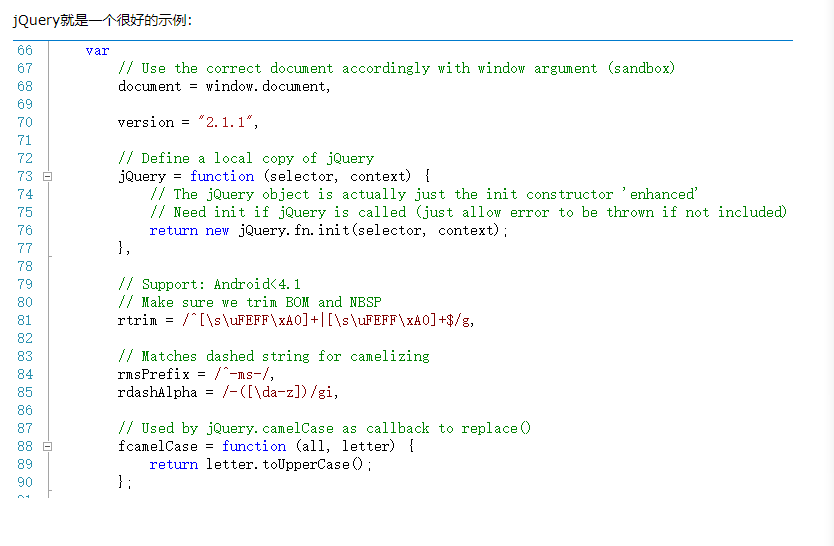 jQuery就是一个很好的示例：
66 var
67 // Use the correct document accordingly with window argument (sandbox)
68 document = window.document,
69
70 version = "2.1.1",
71
72 // Define a local copy of jQuery
73 jQuery = function (selector, context) {
74 // The jQuery object is actually just the init constructor 'enhanced'
75 // Need init if jQuery is called (just allow error to be thrown if not included)
76 return new jQuery.fn.init(selector, context);
77 },
78
79 // Support: Android<4.1
80 // Make sure we trim BOM and NBSP
81 rtrim = /^[\s\uFEFF\xA0]+|[\s\uFEFF\xA0]+$/g,
82
83 // Matches dashed string for camelizing
84 rmsPrefix = /^-ms-/,
85 rdashAlpha = /-([\da-z])/gi,
86
87 // Used by jQuery.camelCase as callback to replace()
88 fcamelCase = function (all, letter) {
89 return letter.toUpperCase();
90 };